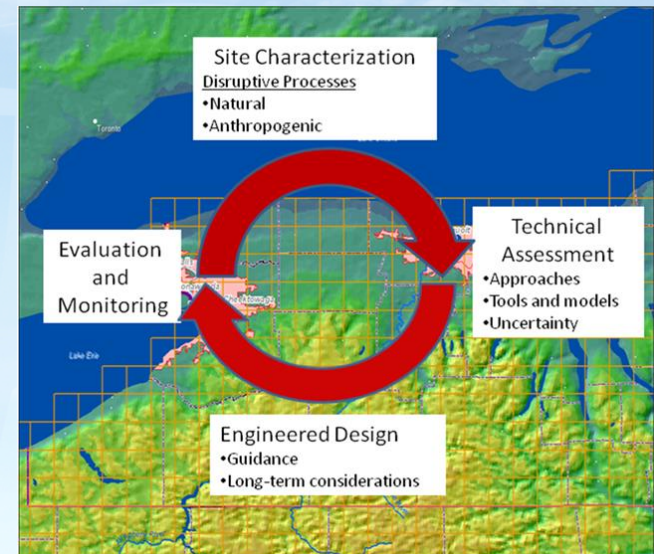 Site Characterization
Disruptive Processes
•Natural
•Anthropogenic
Toronto
Technical
Assessment
•Approaches
•Tools and models
•Uncertainty
Evaluation
and
Monitoring
Cheektowaga
Lake Erie
Engineered Design
•Guidance
•Long-term considerations